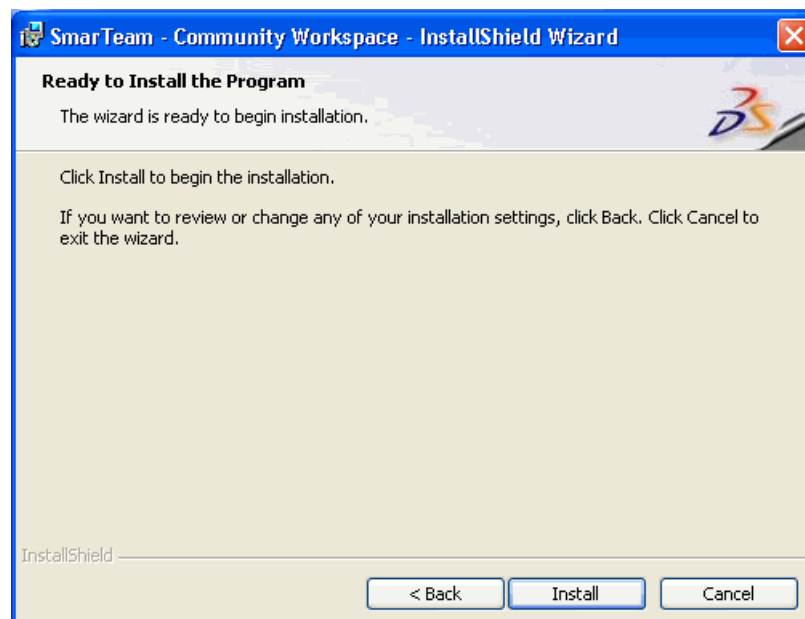 SmarTeam - Community Workspace - InstallShield Wizard
Ready to Install the Program
The wizard is ready to begin installation.
Click Install to begin the installation.
If you want to review or change any of your installation settings, click Back. Click Cancel to
exit the wizard.
InstallShield
< Back
Install
Cancel